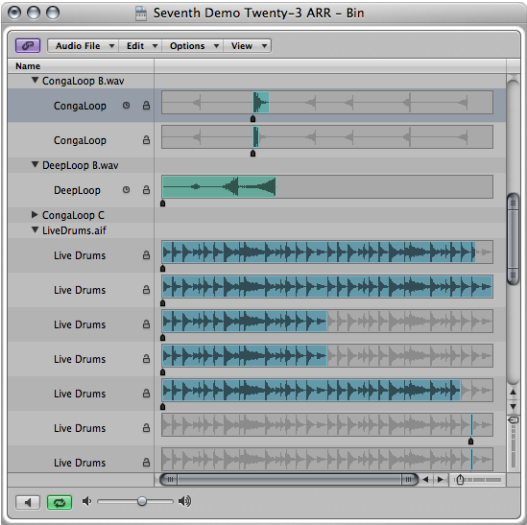 Seventh Demo Twenty-3 ARR – Bin
Audio File Edit Options View
Name
CongaLoop B.wav
CongaLoop
CongaLoop
DeepLoop B.wav
DeepLoop
CongaLoop C
LiveDrums.aif
Live Drums
Live Drums
Live Drums
Live Drums
Live Drums
Live Drums
Live Drums